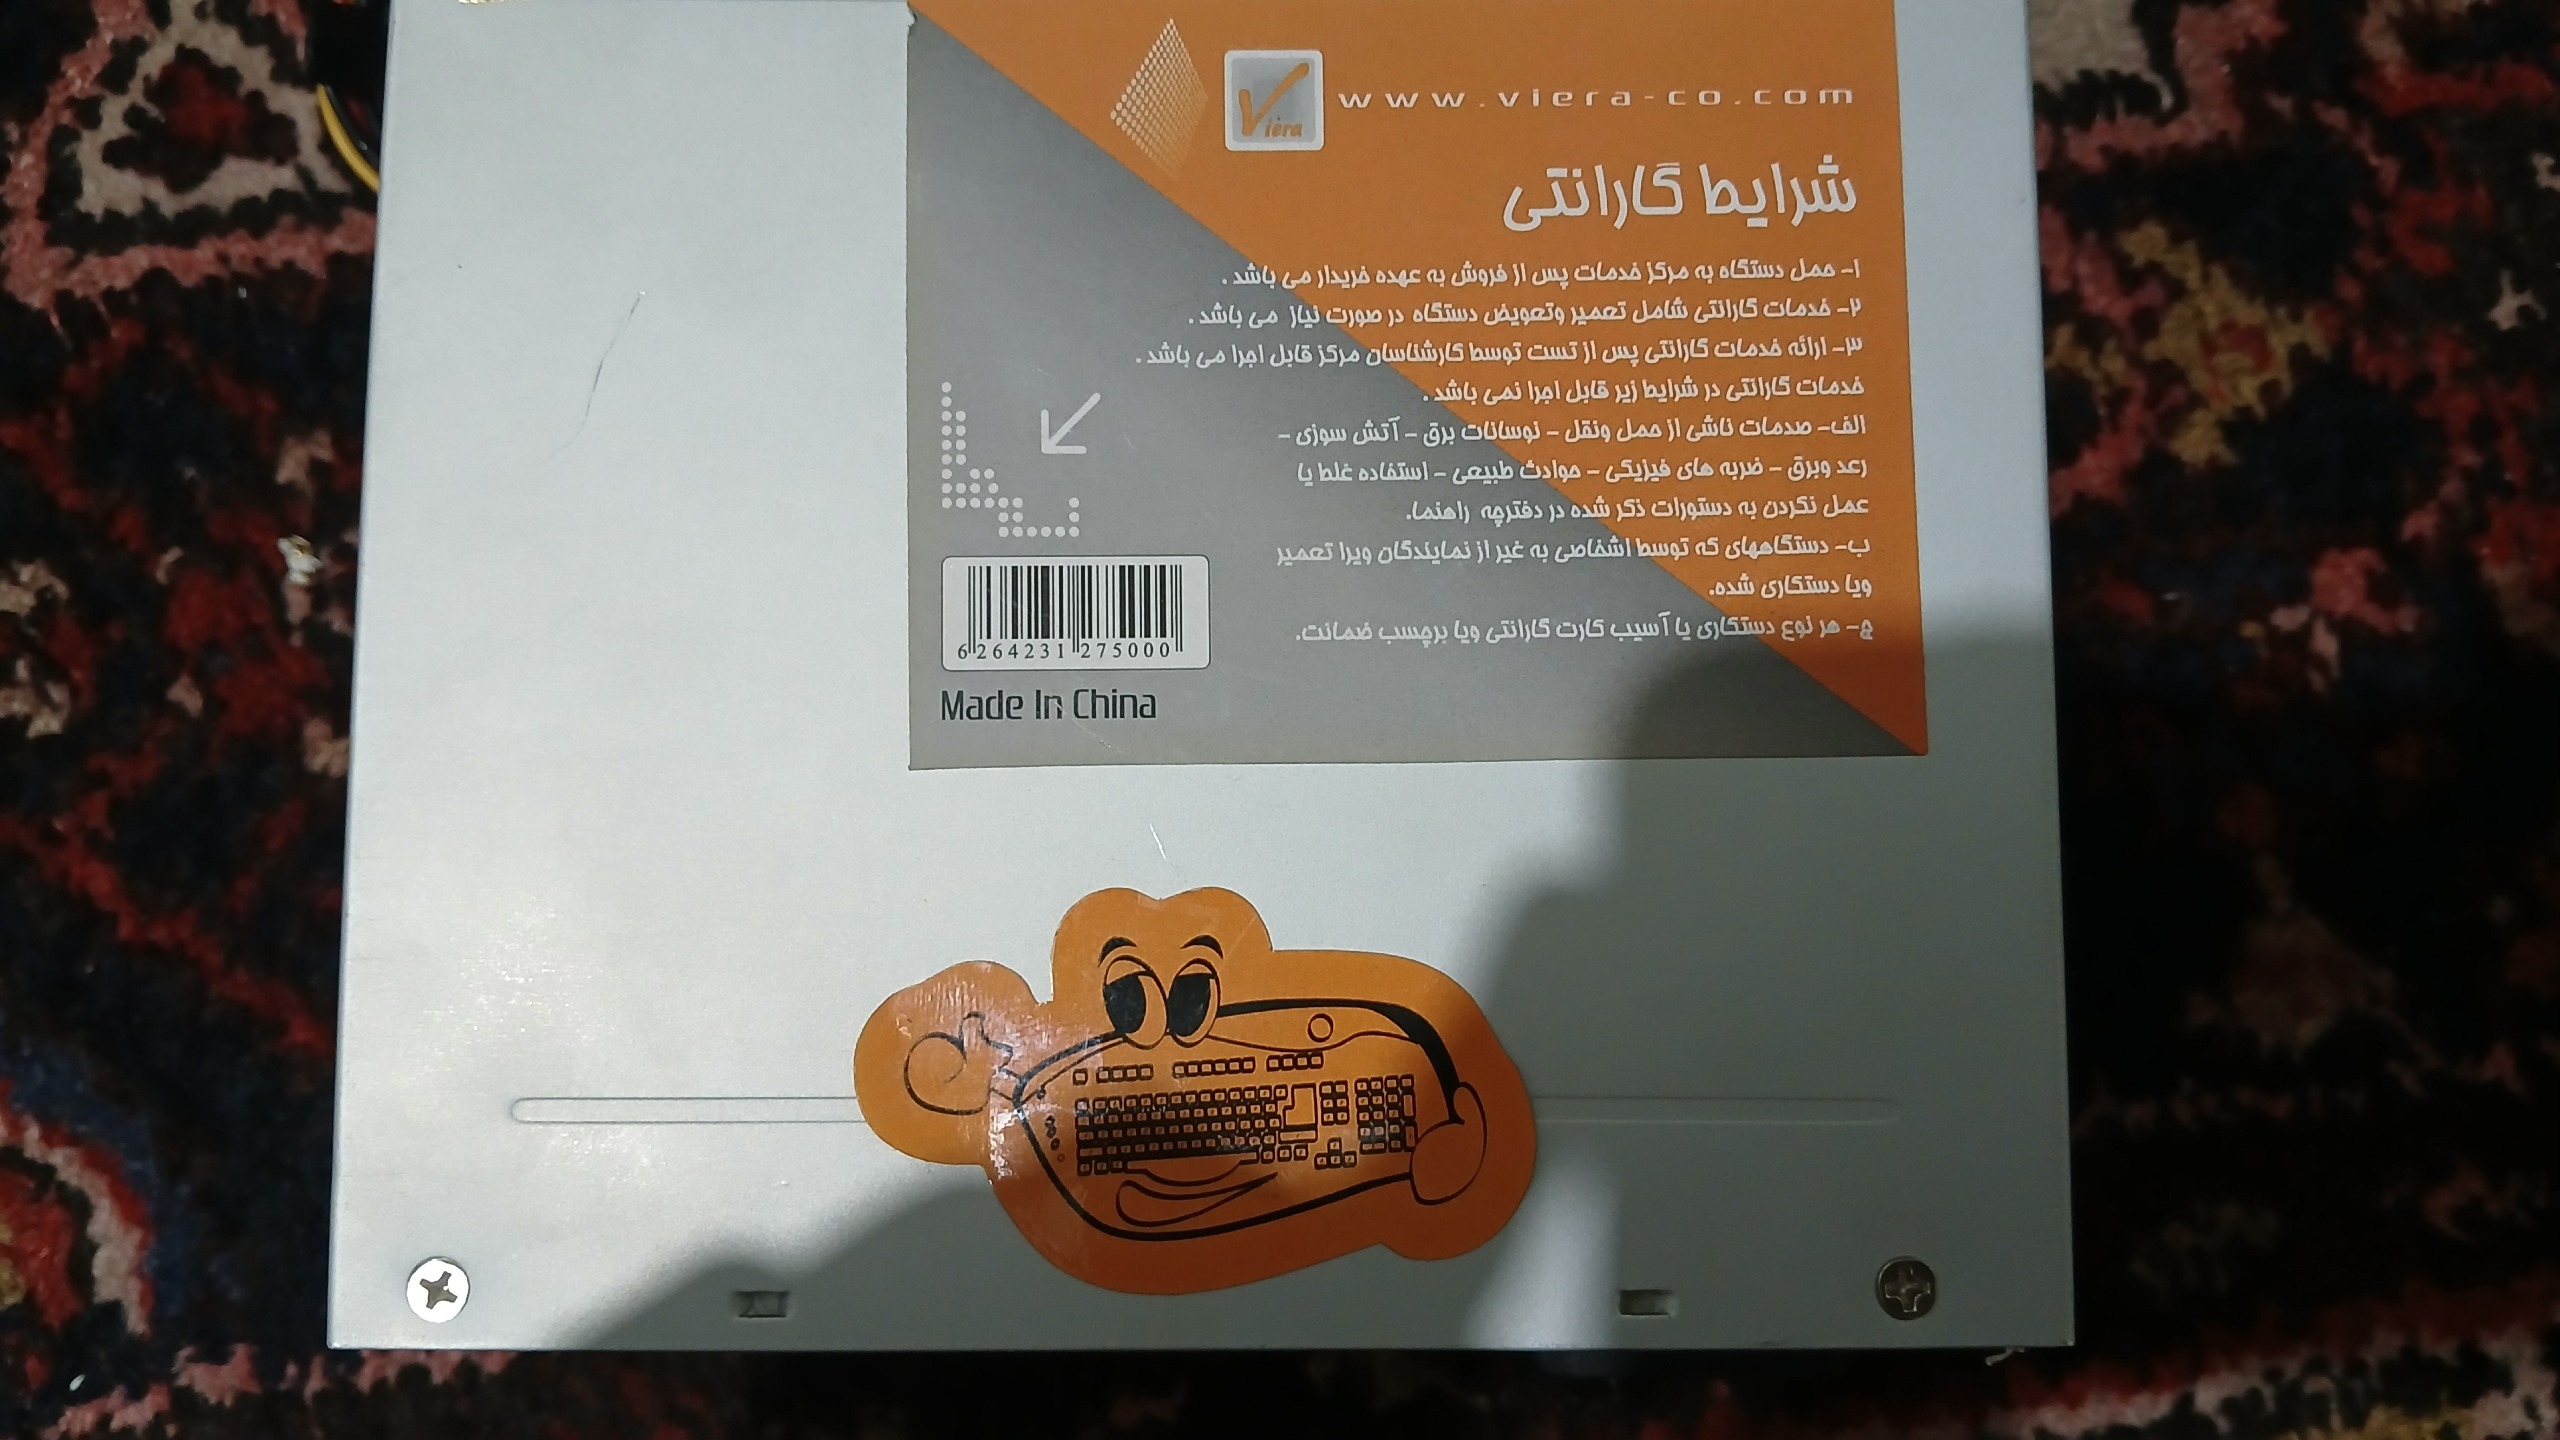 www.viera-co.com
Viera
شرایط گارانتی
۱- حمل دستگاه به مرکز خدمات پس از فروش به عهده خریدار می باشد .
۲- خدمات گارانتی شامل تعمیر وتعویض دستگاه در صورت نیاز می باشد .
۳- ارائه خدمات گارانتی پس از تست توسط کارشناسان مرکز قابل اجرا می باشد .
خدمات گارانتی در شرایط زیر قابل اجرا نمی باشد .
الف- صدمات ناشی از حمل ونقل - نوسانات برق - آتش سوزی -
رعد وبرق - ضربه های فیزیکی - حوادث طبیعی - استفاده غلط یا
عمل نکردن به دستورات ذکر شده در دفترچه راهنما.
ب- دستگاههای که توسط اشخاصی به غیر از نمایندگان ویرا تعمیر
ویا دستکاری شده.
ج- هر نوع دستکاری یا آسیب کارت گارانتی ویا برچسب ضمانت.
6 264231 275000
Made In China